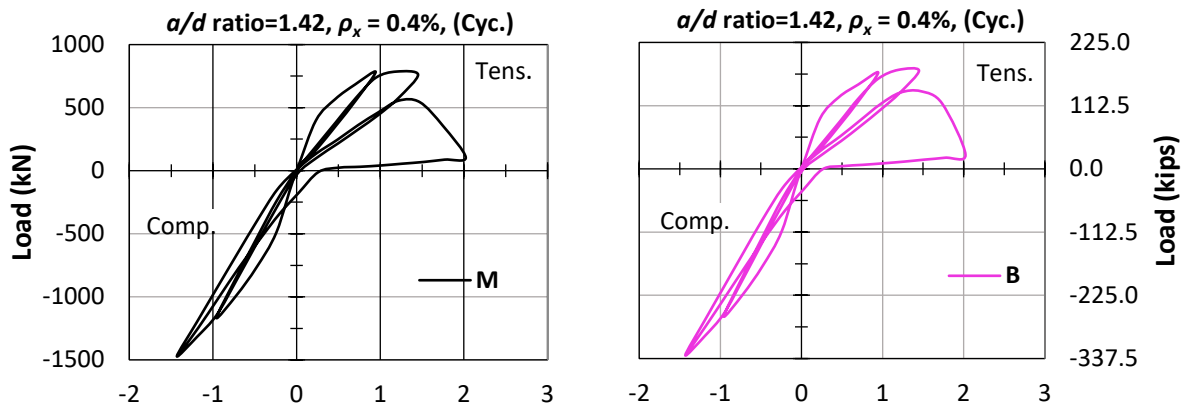 a/d ratio=1.42, ρx = 0.4%, (Cyc.)
1000
500
0
-500
-1000
-1500
Load (kN)
Tens.
Comp.
M
-2 -1 0 1 2 3
a/d ratio=1.42, ρx = 0.4%, (Cyc.)
225.0
112.5
0.0
-112.5
-225.0
-337.5
Load (kips)
Tens.
Comp.
B
-2 -1 0 1 2 3